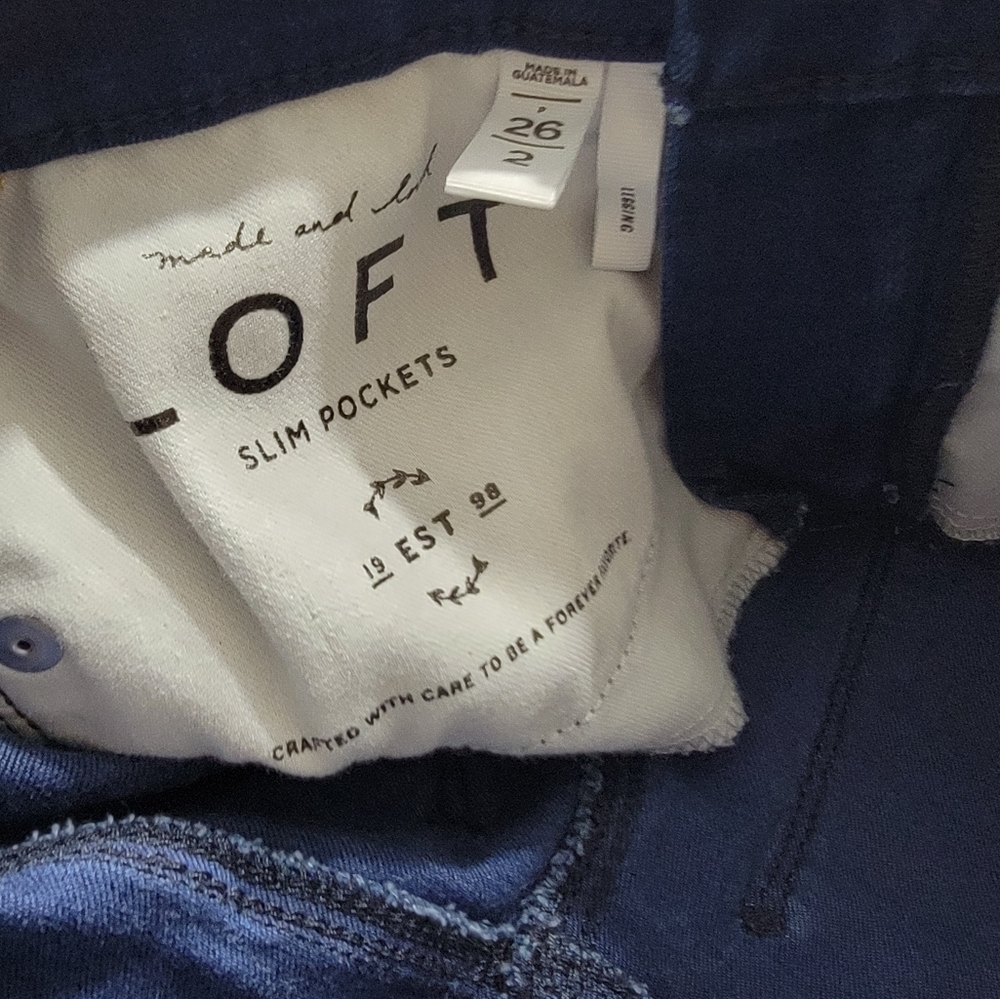 MADE IN
GUATEMALA
26
2
made and
LOFT
SLIM POCKETS
19 EST 98
CRAFTED WITH CARE TO BE A FOREVER FAVORITE